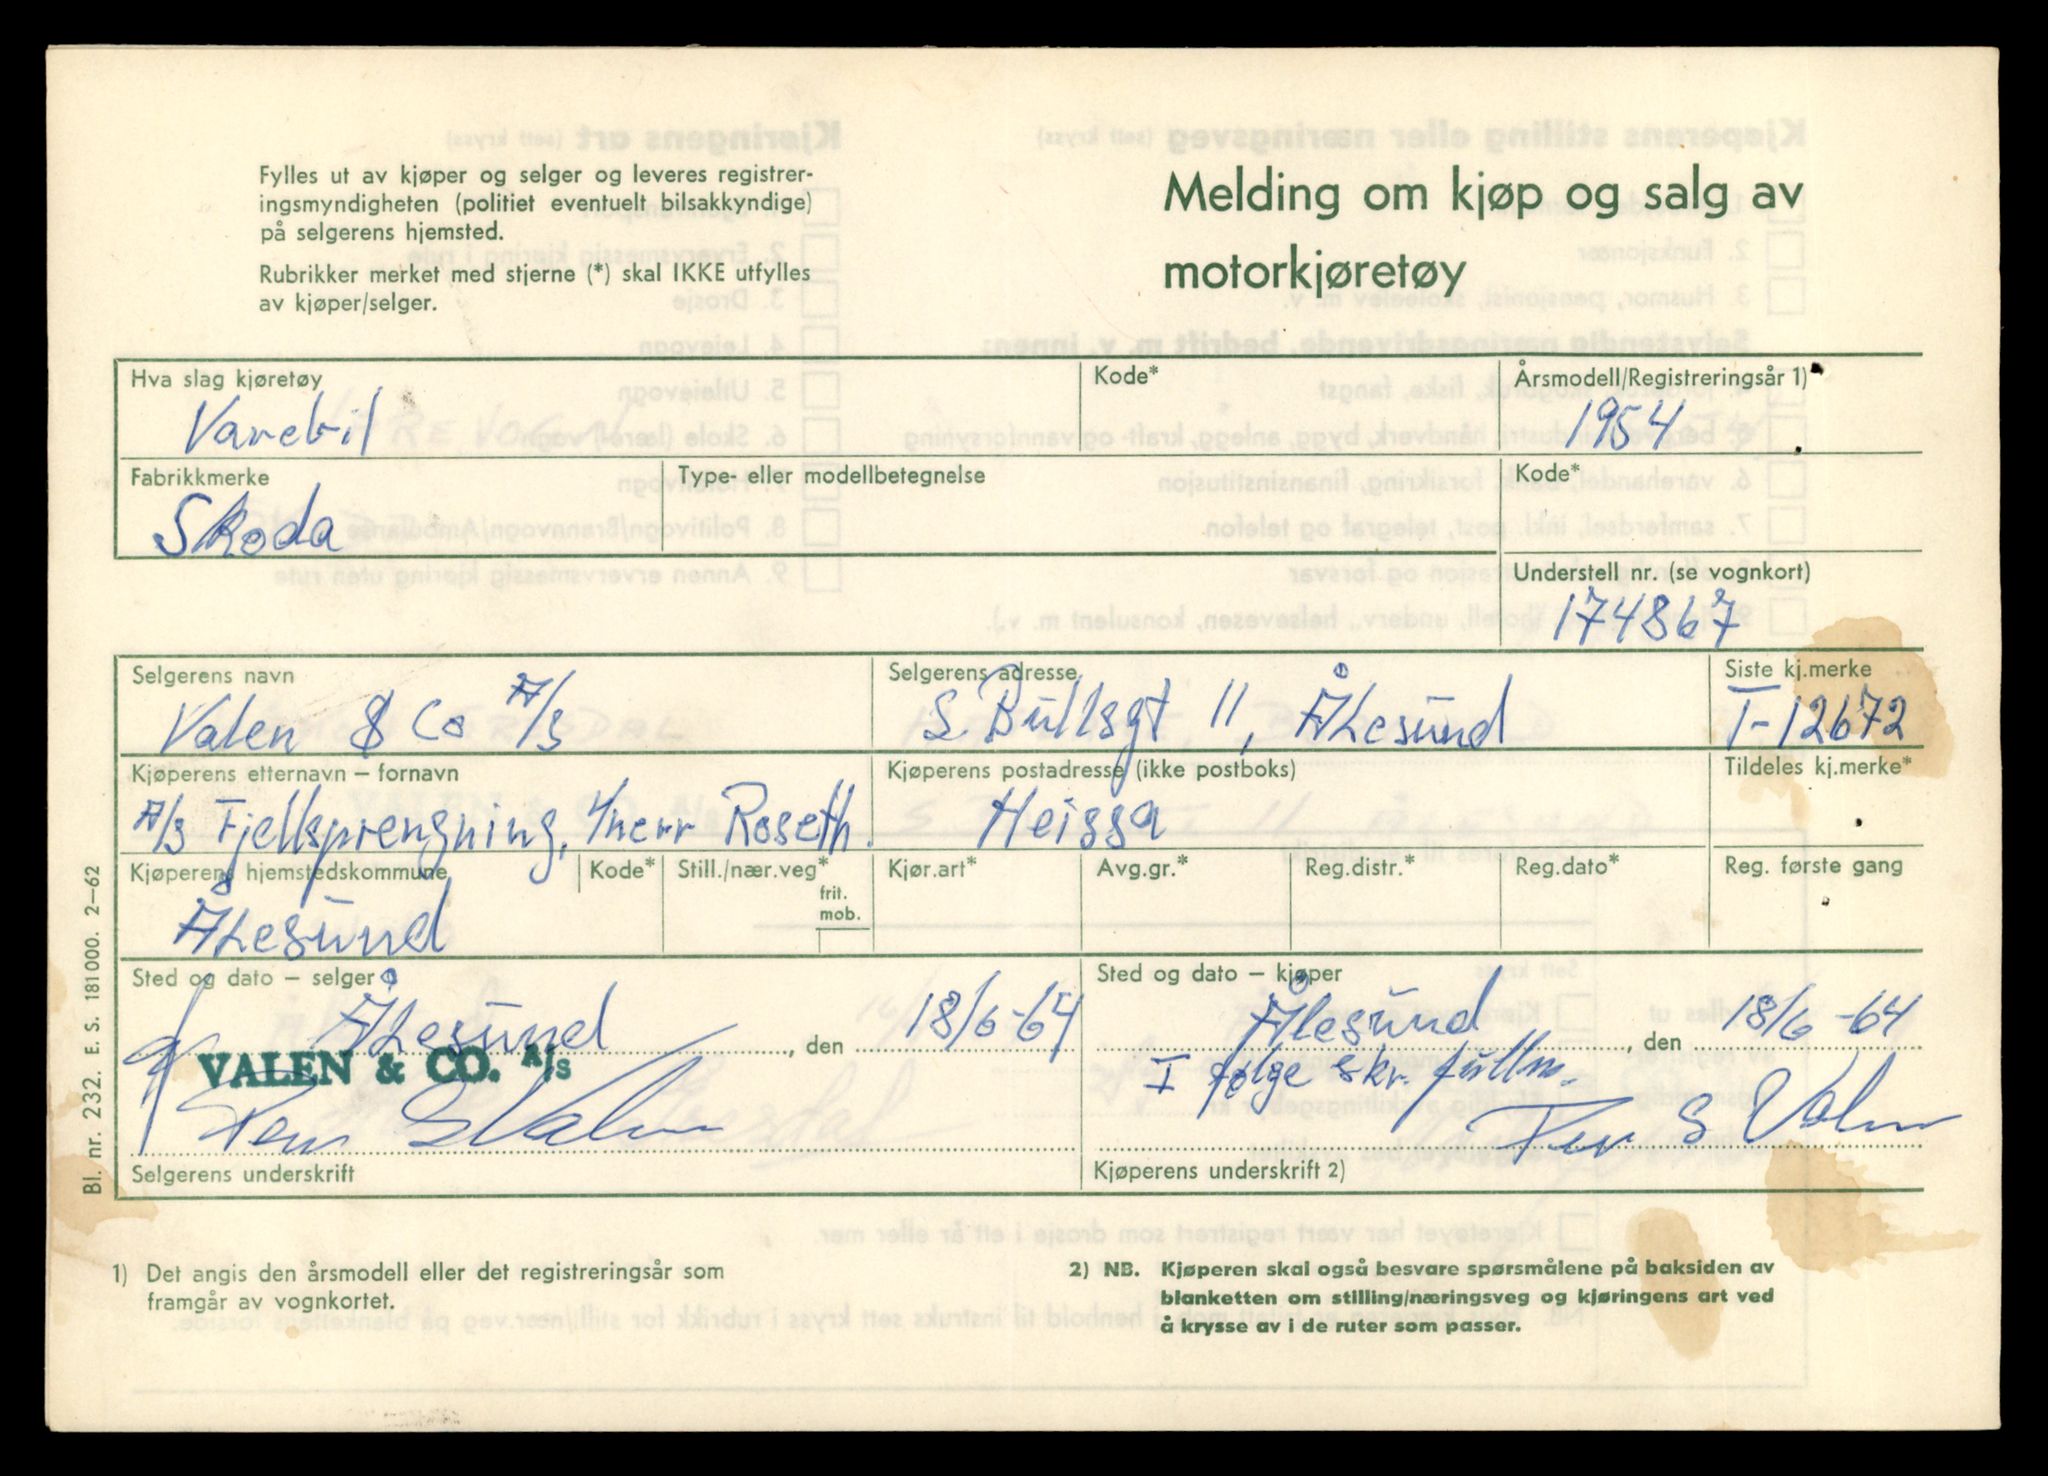 Fylles ut av kjøper og selger og leveres registrer-
ingsmyndigheten (politiet eventuelt bilsakkyndige)
på selgerens hjemsted.
Rubrikker merket med stjerne (*) skal IKKE utfylles
av kjøper/selger.
Melding om kjøp og salg av
motorkjøretøy
Hva slag kjøretøy
Varebil
Kode*
Årsmodell/Registreringsår 1)
1954
Fabrikkmerke
Skoda
Type- eller modellbetegnelse
Kode*
Understell nr. (se vognkort)
174867
Selgerens navn
Valen & Co A/S
Selgerens adresse
S. Bullsgt 11, Ålesund
Siste kj.merke
T-12672
Kjøperens etternavn – fornavn
A/S Fjellsprengning, v/herr Roseth.
Kjøperens postadresse (ikke postboks)
Heissa
Tildeles kj.merke*
Kjøperens hjemstedskommune
Ålesund
Kode*
Still./nær.veg*
frit.
mob.
Kjør.art*
Avg.gr.*
Reg.distr.*
Reg.dato*
Reg. første gang
Sted og dato – selger
Ålesund, den 18/6-64
VALEN & CO. A/S
Per S Valen
Selgerens underskrift
Sted og dato – kjøper
Ålesund, den 18/6-64
I følge skr. fullm.
Per S Valen
Kjøperens underskrift 2)
Bl. nr. 232. E. S. 181000. 2–62
1) Det angis den årsmodell eller det registreringsår som
framgår av vognkortet.
2) NB. Kjøperen skal også besvare spørsmålene på baksiden av
blanketten om stilling/næringsveg og kjøringens art ved
å krysse av i de ruter som passer.